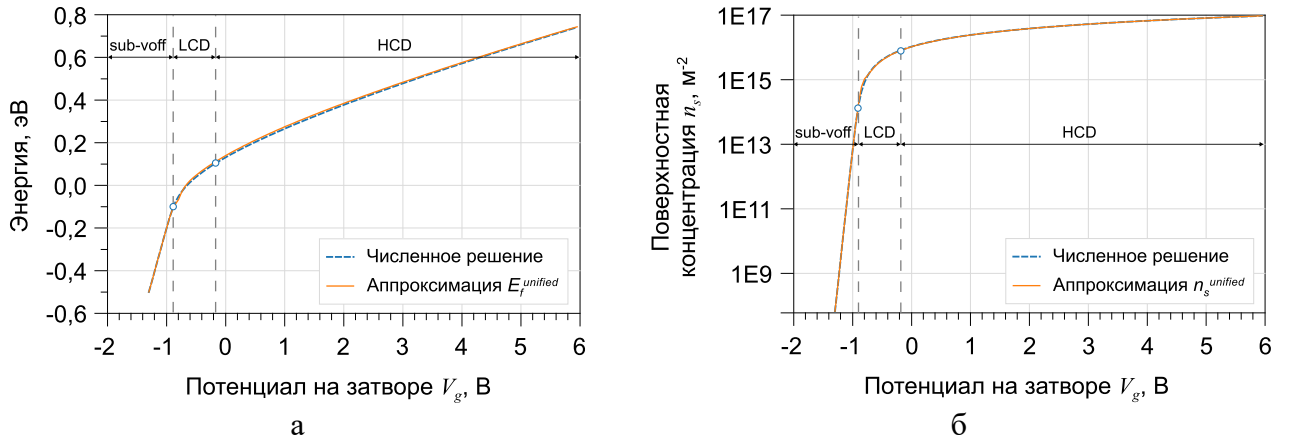 Энергия, эВ
0,8
0,6
0,4
0,2
0,0
-0,2
-0,4
-0,6
sub-voff LCD HCD
Численное решение
Аппроксимация E_f^unified
-2 -1 0 1 2 3 4 5 6
Потенциал на затворе V_g, В
а
Поверхностная
концентрация n_s, м^-2
1E17
1E15
1E13
1E11
1E9
sub-voff LCD HCD
Численное решение
Аппроксимация n_s^unified
-2 -1 0 1 2 3 4 5 6
Потенциал на затворе V_g, В
б